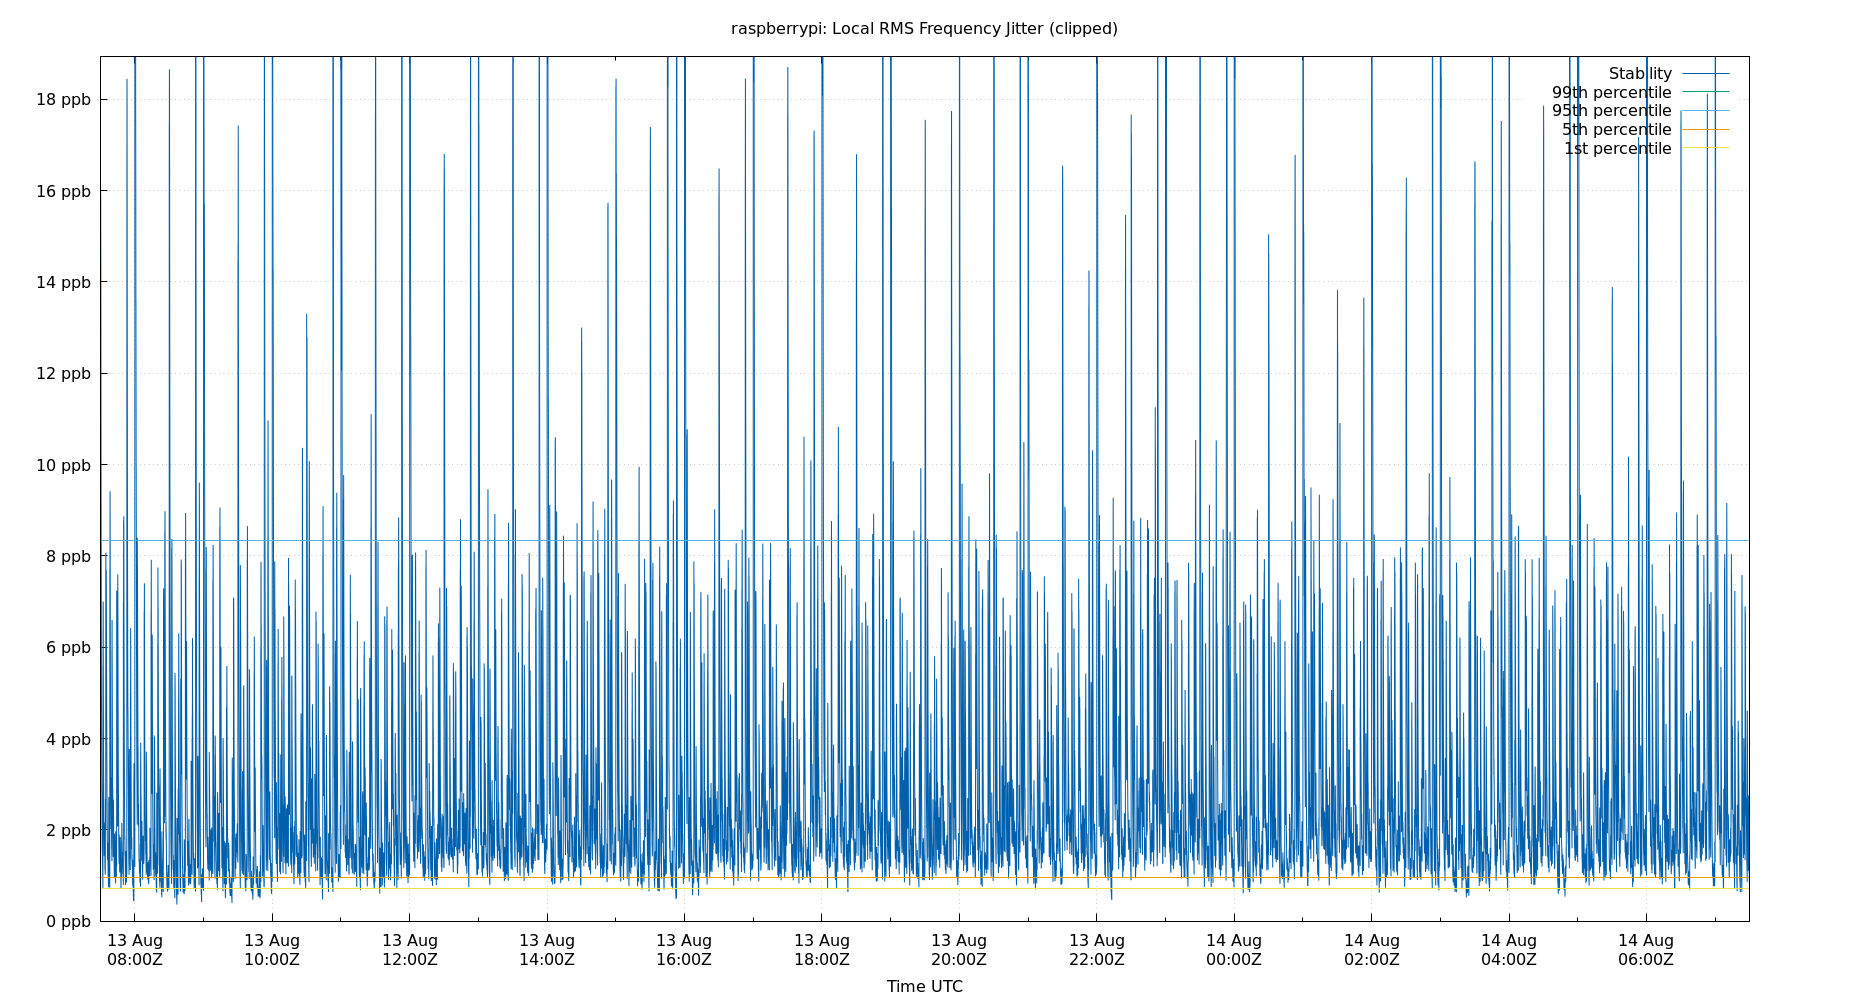 raspberrypi: Local RMS Frequency Jitter (clipped)
Stability
99th percentile
95th percentile
5th percentile
1st percentile
18 ppb
16 ppb
14 ppb
12 ppb
10 ppb
8 ppb
6 ppb
4 ppb
2 ppb
0 ppb
13 Aug 13 Aug 13 Aug 13 Aug 13 Aug 13 Aug 13 Aug 13 Aug 14 Aug 14 Aug 14 Aug 14 Aug
08:00Z 10:00Z 12:00Z 14:00Z 16:00Z 18:00Z 20:00Z 22:00Z 00:00Z 02:00Z 04:00Z 06:00Z
Time UTC